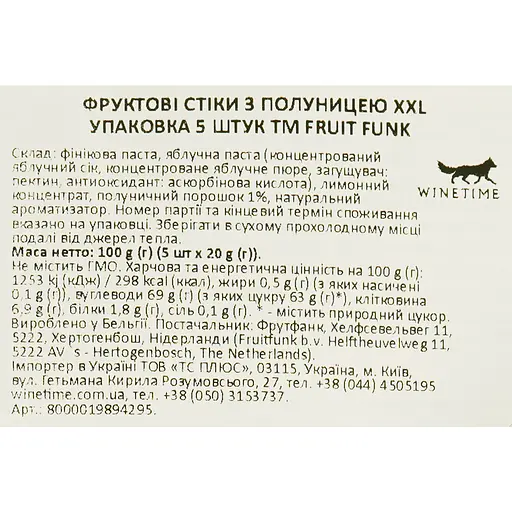 ФРУКТОВІ СТІКИ З ПОЛУНИЦЕЮ XXL
УПАКОВКА 5 ШТУК ТМ FRUIT FUNK
Склад: фінікова паста, яблучна паста (концентрований
яблучний сік, концентроване яблучне пюре, загущувач:
пектин, антиоксидант: аскорбінова кислота), лимонний
концентрат, полуничний порошок 1%, натуральний
ароматизатор. Номер партії та кінцевий термін споживання
вказано на упаковці. Зберігати в сухому прохолодному місці
подалі від джерел тепла.
WINETIME
Маса нетто: 100 g (г) (5 шт x 20 g (г)).
Не містить ГМО. Харчова та енергетична цінність на 100 g (г):
1253 kj (кДж) / 298 kcal (ккал), жири 0,5 g (г) (з яких насичені
0,1 g (г)), вуглеводи 69 g (г) (з яких цукру 63 g (г)*), клітковина
6,9 g (г), білки 1,8 g (г), сіль 0,1 g (г). * - містить природний цукор.
Вироблено у Бельгії. Постачальник: Фрутфанк, Хелфсевельвег 11,
5222, Хертогенбош, Нідерланди (Fruitfunk b.v. Helftheuvelweg 11,
5222 AV `s - Hertogenbosch, The Netherlands).
Імпортер в Україні ТОВ «ТС ПЛЮС», 03115, Україна, м. Київ,
вул. Гетьмана Кирила Розумовського, 27, тел. +38 (044) 4505195
winetime.com.ua, тел. +38 (050) 3153737.
Арт.: 8000019894295.